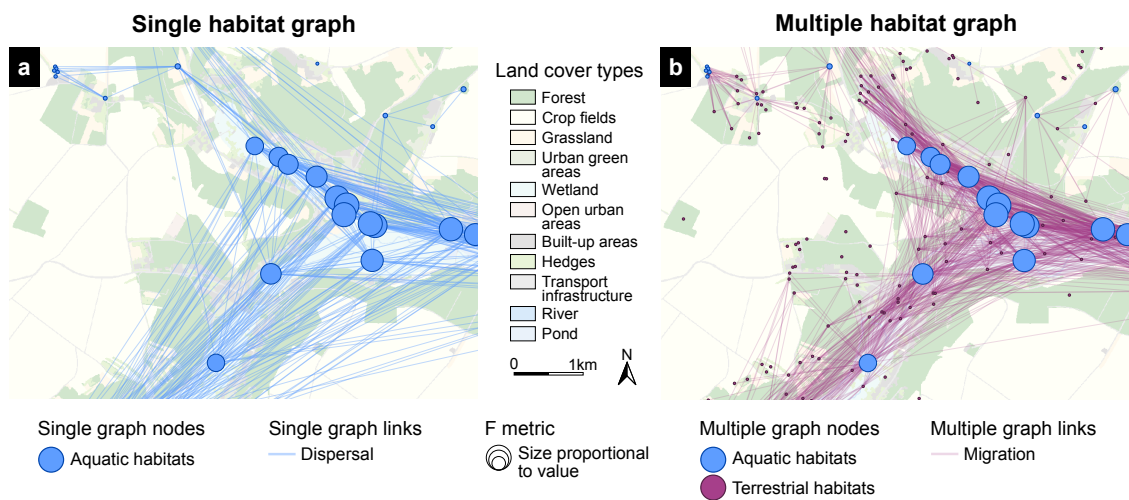 Single habitat graph
Multiple habitat graph
a
Land cover types
Forest
Crop fields
Grassland
Urban green
areas
Wetland
Open urban
areas
Built-up areas
Hedges
Transport
infrastructure
River
Pond
0 1km
N
b
Single graph nodes
Aquatic habitats
Single graph links
Dispersal
F metric
Size proportional
to value
Multiple graph nodes
Aquatic habitats
Terrestrial habitats
Multiple graph links
Migration